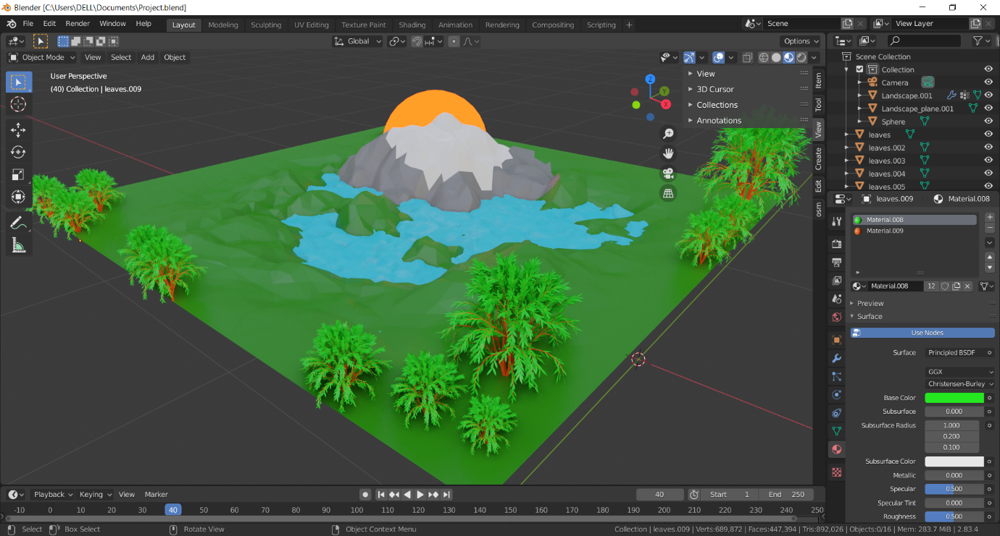 Blender [C:\Users\DELL\Documents\Project.blend]
File Edit Render Window Help Layout Modeling Sculpting UV Editing Texture Paint Shading Animation Rendering Compositing Scripting + Scene View Layer
Global Options
Object Mode View Select Add Object
User Perspective
(40) Collection | leaves.009
Z
Y
X
View
3D Cursor
Collections
Annotations
Item
Tool
View
Create
Edit
osm
Scene Collection
Collection
Camera
Landscape.001
Landscape_plane.001
Sphere
leaves
leaves.002
leaves.003
leaves.004
leaves.005
leaves.009 Material.008
Material.008
Material.009
Material.008 12
Preview
Surface
Use Nodes
Surface Principled BSDF
GGX
Christensen-Burley
Base Color
Subsurface 0.000
Subsurface Radius 1.000
0.200
0.100
Subsurface Color
Metallic 0.000
Specular 0.500
Specular Tint 0.000
Roughness 0.500
Playback Keying View Marker 40 Start 1 End 250
-10 0 10 20 30 40 50 60 70 80 90 100 110 120 130 140 150 160 170 180 190 200 210 220 230 240 250
Select Box Select Rotate View Object Context Menu Collection | leaves.009 | Verts:689,872 | Faces:447,394 | Tris:892,026 | Objects:0/16 | Mem: 283.7 MiB | 2.83.4